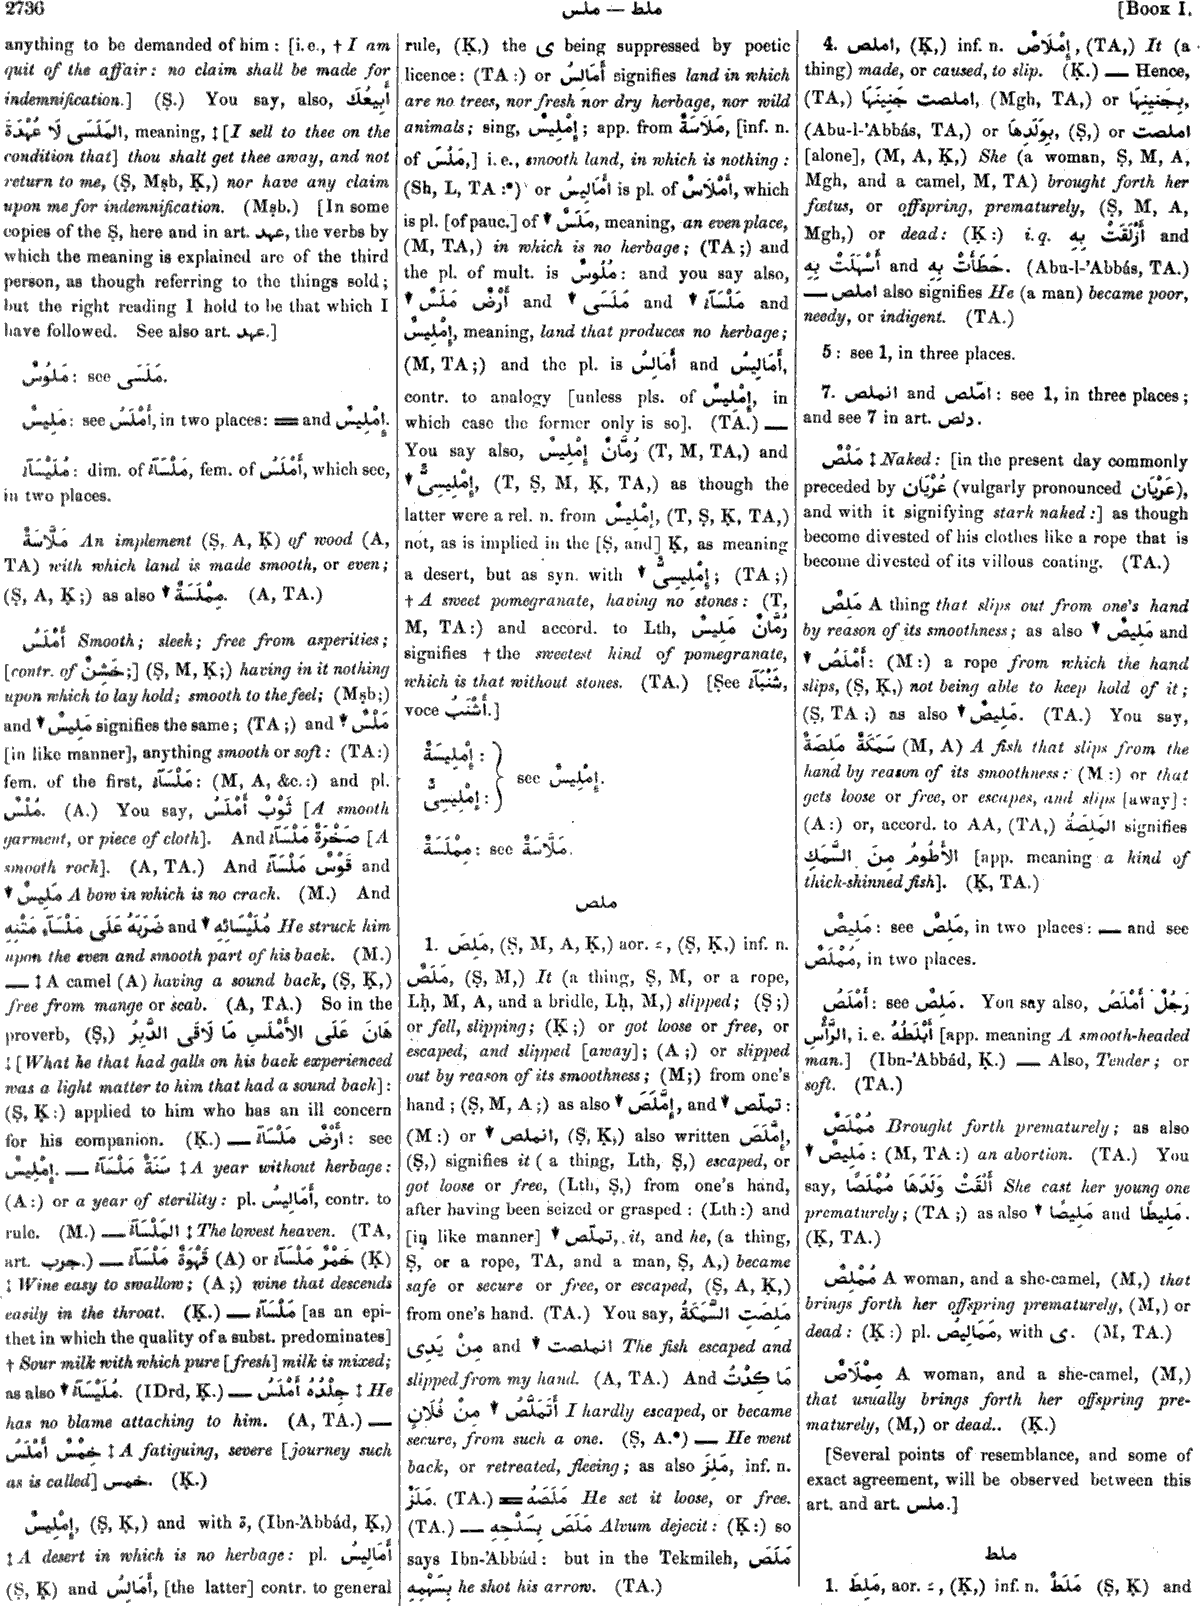 2736
ملس — ملط
[BOOK I.
anything to be demanded of him : [i. e., † I am
quit of the affair : no claim shall be made for
indemnification.] (Ṣ.) You say, also, أَبِيعُكَ
المَلَسَى لَا عُهْدَةَ, meaning, ‡ [I sell to thee on the
condition that] thou shalt get thee away, and not
return to me, (Ṣ, Mṣb, Ḳ,) nor have any claim
upon me for indemnification. (Mṣb.) [In some
copies of the Ṣ, here and in art. عهد, the verbs by
which the meaning is explained are of the third
person, as though referring to the things sold ;
but the right reading I hold to be that which I
have followed. See also art. عهد.]
مَلُوسٌ : see مَلَسَى.
مَلِيسٌ : see أَمْلَسُ, in two places : ═ and إِمْلِيسٌ.
مُلَيْسَآءُ : dim. of مَلْسَآءُ, fem. of أَمْلَسُ, which see,
in two places.
مَلَّاسَةٌ An implement (Ṣ, A, Ḳ) of wood (A,
TA) with which land is made smooth, or even ;
(Ṣ, A, Ḳ ;) as also ▼ مِمْلَسَةٌ. (A, TA.)
أَمْلَسُ Smooth ; sleek ; free from asperities ;
[contr. of خَشِنٌ ;] (Ṣ, M, Ḳ ;) having in it nothing
upon which to lay hold ; smooth to the feel ; (Mṣb ;)
and ▼ مَلِيسٌ signifies the same ; (TA ;) and ▼ مَلْسٌ
[in like manner], anything smooth or soft : (TA :)
fem. of the first, مَلْسَآءُ : (M, A, &c. :) and pl.
مُلْسٌ. (A.) You say, ثَوْبٌ أَمْلَسُ [A smooth
garment, or piece of cloth]. And صَخْرَةٌ مَلْسَآءُ [A
smooth rock]. (A, TA.) And قَوْسٌ مَلْسَآءُ and
▼ مَلِيسٌ A bow in which is no crack. (M.) And
ضَرَبَهُ عَلَى مَلْسَآءِ مَتْنِهِ and ▼ مُلَيْسَائِهِ He struck him
upon the even and smooth part of his back. (M.)
— ‡ A camel (A) having a sound back, (Ṣ, Ḳ,)
free from mange or scab. (A, TA.) So in the
proverb, (Ṣ,) هَانَ عَلَى الأَمْلَسِ مَا لَاقَى الدَّبِرُ
‡ [What he that had galls on his back experienced
was a light matter to him that had a sound back] :
(Ṣ, Ḳ :) applied to him who has an ill concern
for his companion. (Ḳ.) — أَرْضٌ مَلْسَآءُ : see
إِمْلِيسٌ. — سَنَةٌ مَلْسَآءُ ‡ A year without herbage :
(A :) or a year of sterility : pl. أَمَالِيسُ, contr. to
rule. (M.) — المَلْسَآءُ ‡ The lowest heaven. (TA,
art. جرب.) — قَهْوَةٌ مَلْسَآءُ (A) or خَمْرٌ مَلْسَآءُ (Ḳ)
‡ Wine easy to swallow ; (A ;) wine that descends
easily in the throat. (Ḳ.) — مَلْسَآءُ [as an epi-
thet in which the quality of a subst. predominates]
† Sour milk with which pure [fresh] milk is mixed ;
as also ▼ مُلَيْسَآءُ. (IDrd, Ḳ.) — جِلْدُهُ أَمْلَسُ ‡ He
has no blame attaching to him. (A, TA.) —
خِمْسٌ أَمْلَسُ ‡ A fatiguing, severe [journey such
as is called] خمس. (Ḳ.)
إِمْلِيسٌ, (Ṣ, Ḳ,) and with ة, (Ibn-'Abbád, Ḳ,)
‡ A desert in which is no herbage : pl. أَمَالِيسُ
(Ṣ, Ḳ) and أَمَالِسُ, [the latter] contr. to general
rule, (Ḳ,) the ى being suppressed by poetic
licence : (TA :) or أَمَالِسُ signifies land in which
are no trees, nor fresh nor dry herbage, nor wild
animals ; sing. إِمْلِيسٌ ; app. from مَلَاسَةٌ, [inf. n.
of مَلُسَ,] i. e., smooth land, in which is nothing :
(Sh, L, TA :*) or أَمَالِيسُ is pl. of أَمْلَاسٌ, which
is pl. [of pauc.] of ▼ مَلَسٌ, meaning, an even place,
(M, TA,) in which is no herbage ; (TA ;) and
the pl. of mult. is مُلُوسٌ : and you say also,
▼ أَرْضٌ مَلَسٌ and ▼ مَلَسَى and ▼ مَلْسَآءُ and
إِمْلِيسٌ, meaning, land that produces no herbage ;
(M, TA ;) and the pl. is أَمَالِسُ and أَمَالِيسُ,
contr. to analogy [unless pls. of إِمْلِيسٌ, in
which case the former only is so]. (TA.) —
You say also, رُمَّانٌ إِمْلِيسٌ (T, M, TA,) and
▼ إِمْلِيسِىٌّ, (T, Ṣ, M, Ḳ, TA,) as though the
latter were a rel. n. from إِمْلِيسٌ, (T, Ṣ, Ḳ, TA,)
not, as is implied in the [Ṣ, and] Ḳ, as meaning
a desert, but as syn. with ▼ إِمْلِيسِىٌّ ; (TA ;)
† A sweet pomegranate, having no stones : (T,
M, TA :) and accord. to Lth, رُمَّانٌ مَلِيسٌ
signifies † the sweetest kind of pomegranate,
which is that without stones. (TA.) [See شَنْبَآءُ,
voce أَشْنَبُ.]
إِمْلِيسَةٌ :
إِمْلِيسِىٌّ : } see إِمْلِيسٌ.
مِمْلَسَةٌ : see مَلَّاسَةٌ.
ملص
1. مَلِصَ, (Ṣ, M, A, Ḳ,) aor. ـَ, (Ṣ, Ḳ,) inf. n.
مَلَصٌ, (Ṣ, M,) It (a thing, Ṣ, M, or a rope,
Lḥ, M, A, and a bridle, Lḥ, M,) slipped ; (Ṣ ;)
or fell, slipping ; (Ḳ ;) or got loose or free, or
escaped, and slipped [away] ; (A ;) or slipped
out by reason of its smoothness ; (M ;) from one's
hand ; (Ṣ, M, A ;) as also ▼ إِمَّلَصَ, and ▼ تملّص :
(M :) or ▼ انملص, (Ṣ, Ḳ,) also written إِمَّلَصَ,
(Ṣ,) signifies it ( a thing, Lth, Ṣ,) escaped, or
got loose or free, (Lth, Ṣ,) from one's hand,
after having been seized or grasped : (Lth :) and
[in like manner] ▼ تملّص, it, and he, (a thing,
Ṣ, or a rope, TA, and a man, Ṣ, A,) became
safe or secure or free, or escaped, (Ṣ, A, Ḳ,)
from one's hand. (TA.) You say, مَلِصَتِ السَّمَكَةُ
مِنْ يَدِى and ▼ انملصت The fish escaped and
slipped from my hand. (A, TA.) And مَا كِدْتُ
▼ أَتَمَلَّصُ مِنْ فُلَانٍ I hardly escaped, or became
secure, from such a one. (Ṣ, A.*) — He went
back, or retreated, fleeing ; as also مَلَزَ, inf. n.
مَلْزٌ. (TA.) ═ مَلَصَهُ He set it loose, or free.
(TA.) — مَلَصَ بِسَلْحِهِ Alvum dejecit : (Ḳ :) so
says Ibn-'Abbád : but in the Tekmileh, مَلَصَ
بِسَهْمِهِ he shot his arrow. (TA.)
4. املص, (Ḳ,) inf. n. إِمْلَاصٌ, (TA,) It (a
thing) made, or caused, to slip. (Ḳ.) — Hence,
(TA,) املصت جَنِينَهَا, (Mgh, TA,) or بِجَنِينِهَا,
(Abu-l-'Abbás, TA,) or بِوَلَدِهَا, (Ṣ,) or املصت
[alone], (M, A, Ḳ,) She (a woman, Ṣ, M, A,
Mgh, and a camel, M, TA) brought forth her
fœtus, or offspring, prematurely, (Ṣ, M, A,
Mgh,) or dead : (Ḳ :) i. q. أَزْلَقَتْ بِهِ and
أَسْهَلَتْ بِهِ and حَطَأَتْ بِهِ. (Abu-l-'Abbás, TA.)
— املص also signifies He (a man) became poor,
needy, or indigent. (TA.)
5 : see 1, in three places.
7. انملص and امّلص : see 1, in three places ;
and see 7 in art. دلص.
مَلْصٌ ‡ Naked : [in the present day commonly
preceded by عُرْيَان (vulgarly pronounced عَرْيَان),
and with it signifying stark naked :] as though
become divested of his clothes like a rope that is
become divested of its villous coating. (TA.)
مَلِصٌ A thing that slips out from one's hand
by reason of its smoothness ; as also ▼ مَلِيصٌ and
▼ أَمْلَصُ : (M :) a rope from which the hand
slips, (Ṣ, Ḳ,) not being able to keep hold of it ;
(Ṣ, TA ;) as also ▼ مَلِيصٌ. (TA.) You say,
سَمَكَةٌ مَلِصَةٌ (M, A) A fish that slips from the
hand by reason of its smoothness : (M :) or that
gets loose or free, or escapes, and slips [away] :
(A :) or, accord. to AA, (TA,) المَلِصَةُ signifies
الأَطُومُ مِنَ السَّمَكِ [app. meaning a kind of
thick-skinned fish]. (Ḳ, TA.)
مَلِيصٌ : see مَلِصٌ, in two places : — and see
مُمْلَصٌ, in two places.
أَمْلَصُ : see مَلِصٌ. You say also, رَجُلٌ أَمْلَصُ
الرَّأْسِ, i. e. أَبْلَطُهُ [app. meaning A smooth-headed
man.] (Ibn-'Abbád, Ḳ.) — Also, Tender ; or
soft. (TA.)
مُمْلَصٌ Brought forth prematurely ; as also
▼ مَلِيصٌ : (M, TA :) an abortion. (TA.) You
say, أَلْقَتْ وَلَدَهَا مُمْلَصًا She cast her young one
prematurely ; (TA ;) as also ▼ مَلِيصًا and مَلِيطًا.
(Ḳ, TA.)
مُمْلِصٌ A woman, and a she-camel, (M,) that
brings forth her offspring prematurely, (M,) or
dead : (Ḳ :) pl. مَمَالِيصُ, with ى. (M, TA.)
مِمْلَاصٌ A woman, and a she-camel, (M,)
that usually brings forth her offspring pre-
maturely, (M,) or dead.. (Ḳ.)
[Several points of resemblance, and some of
exact agreement, will be observed between this
art. and art. ملس.]
ملط
1. مَلَطَ, aor. ـُ, (Ḳ,) inf. n. مَلْطٌ (Ṣ, Ḳ) and